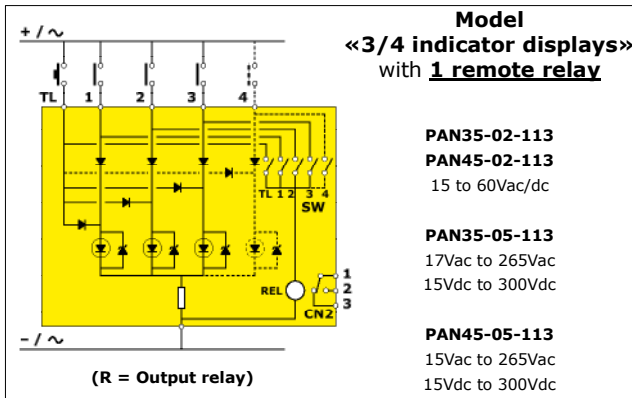 + / ~
TL 1 2 3 4
TL 1 2 3 4
SW
REL
1
2
3
CN2
- / ~
(R = Output relay)
Model
«3/4 indicator displays»
with 1 remote relay
PAN35-02-113
PAN45-02-113
15 to 60Vac/dc
PAN35-05-113
17Vac to 265Vac
15Vdc to 300Vdc
PAN45-05-113
15Vac to 265Vac
15Vdc to 300Vdc